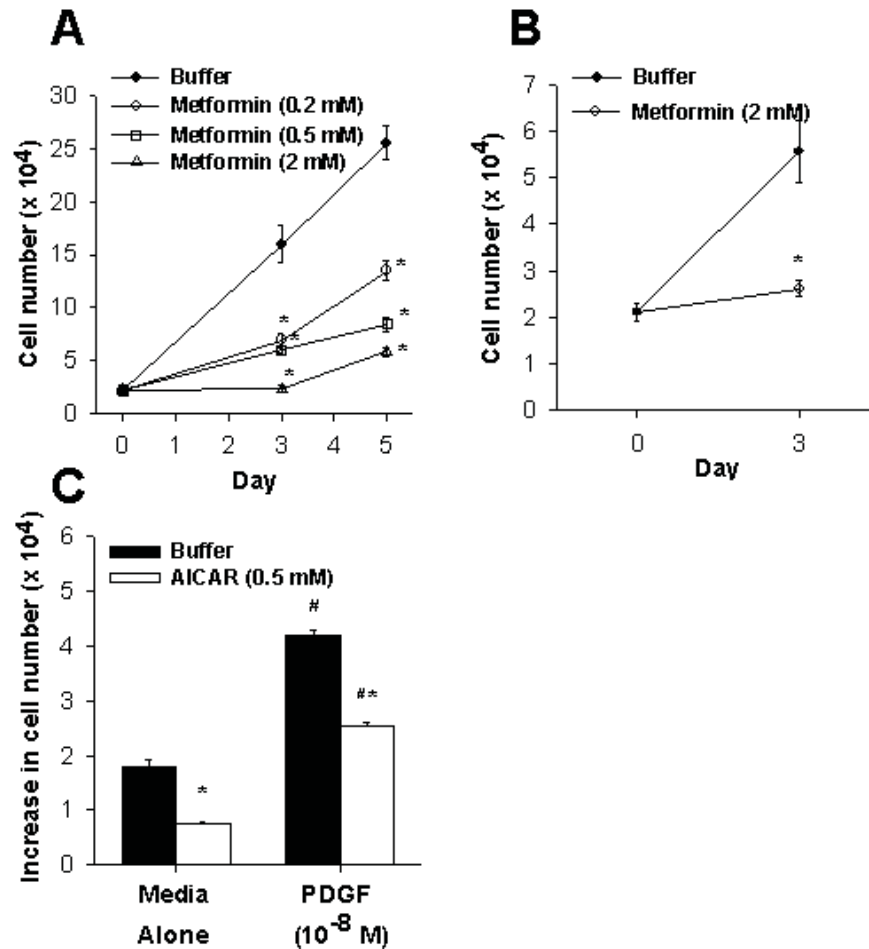 A
Buffer
Metformin (0.2 mM)
Metformin (0.5 mM)
Metformin (2 mM)
30
25
20
15
10
5
0
Cell number (x 10⁴)
*
*
*
*
*
*
0 1 2 3 4 5
Day
B
Buffer
Metformin (2 mM)
7
6
5
4
3
2
1
0
Cell number (x 10⁴)
*
0 3
Day
C
Buffer
AICAR (0.5 mM)
6
5
4
3
2
1
0
Increase in cell number (x 10⁴)
#
#*
*
Media PDGF
Alone (10⁻⁸ M)